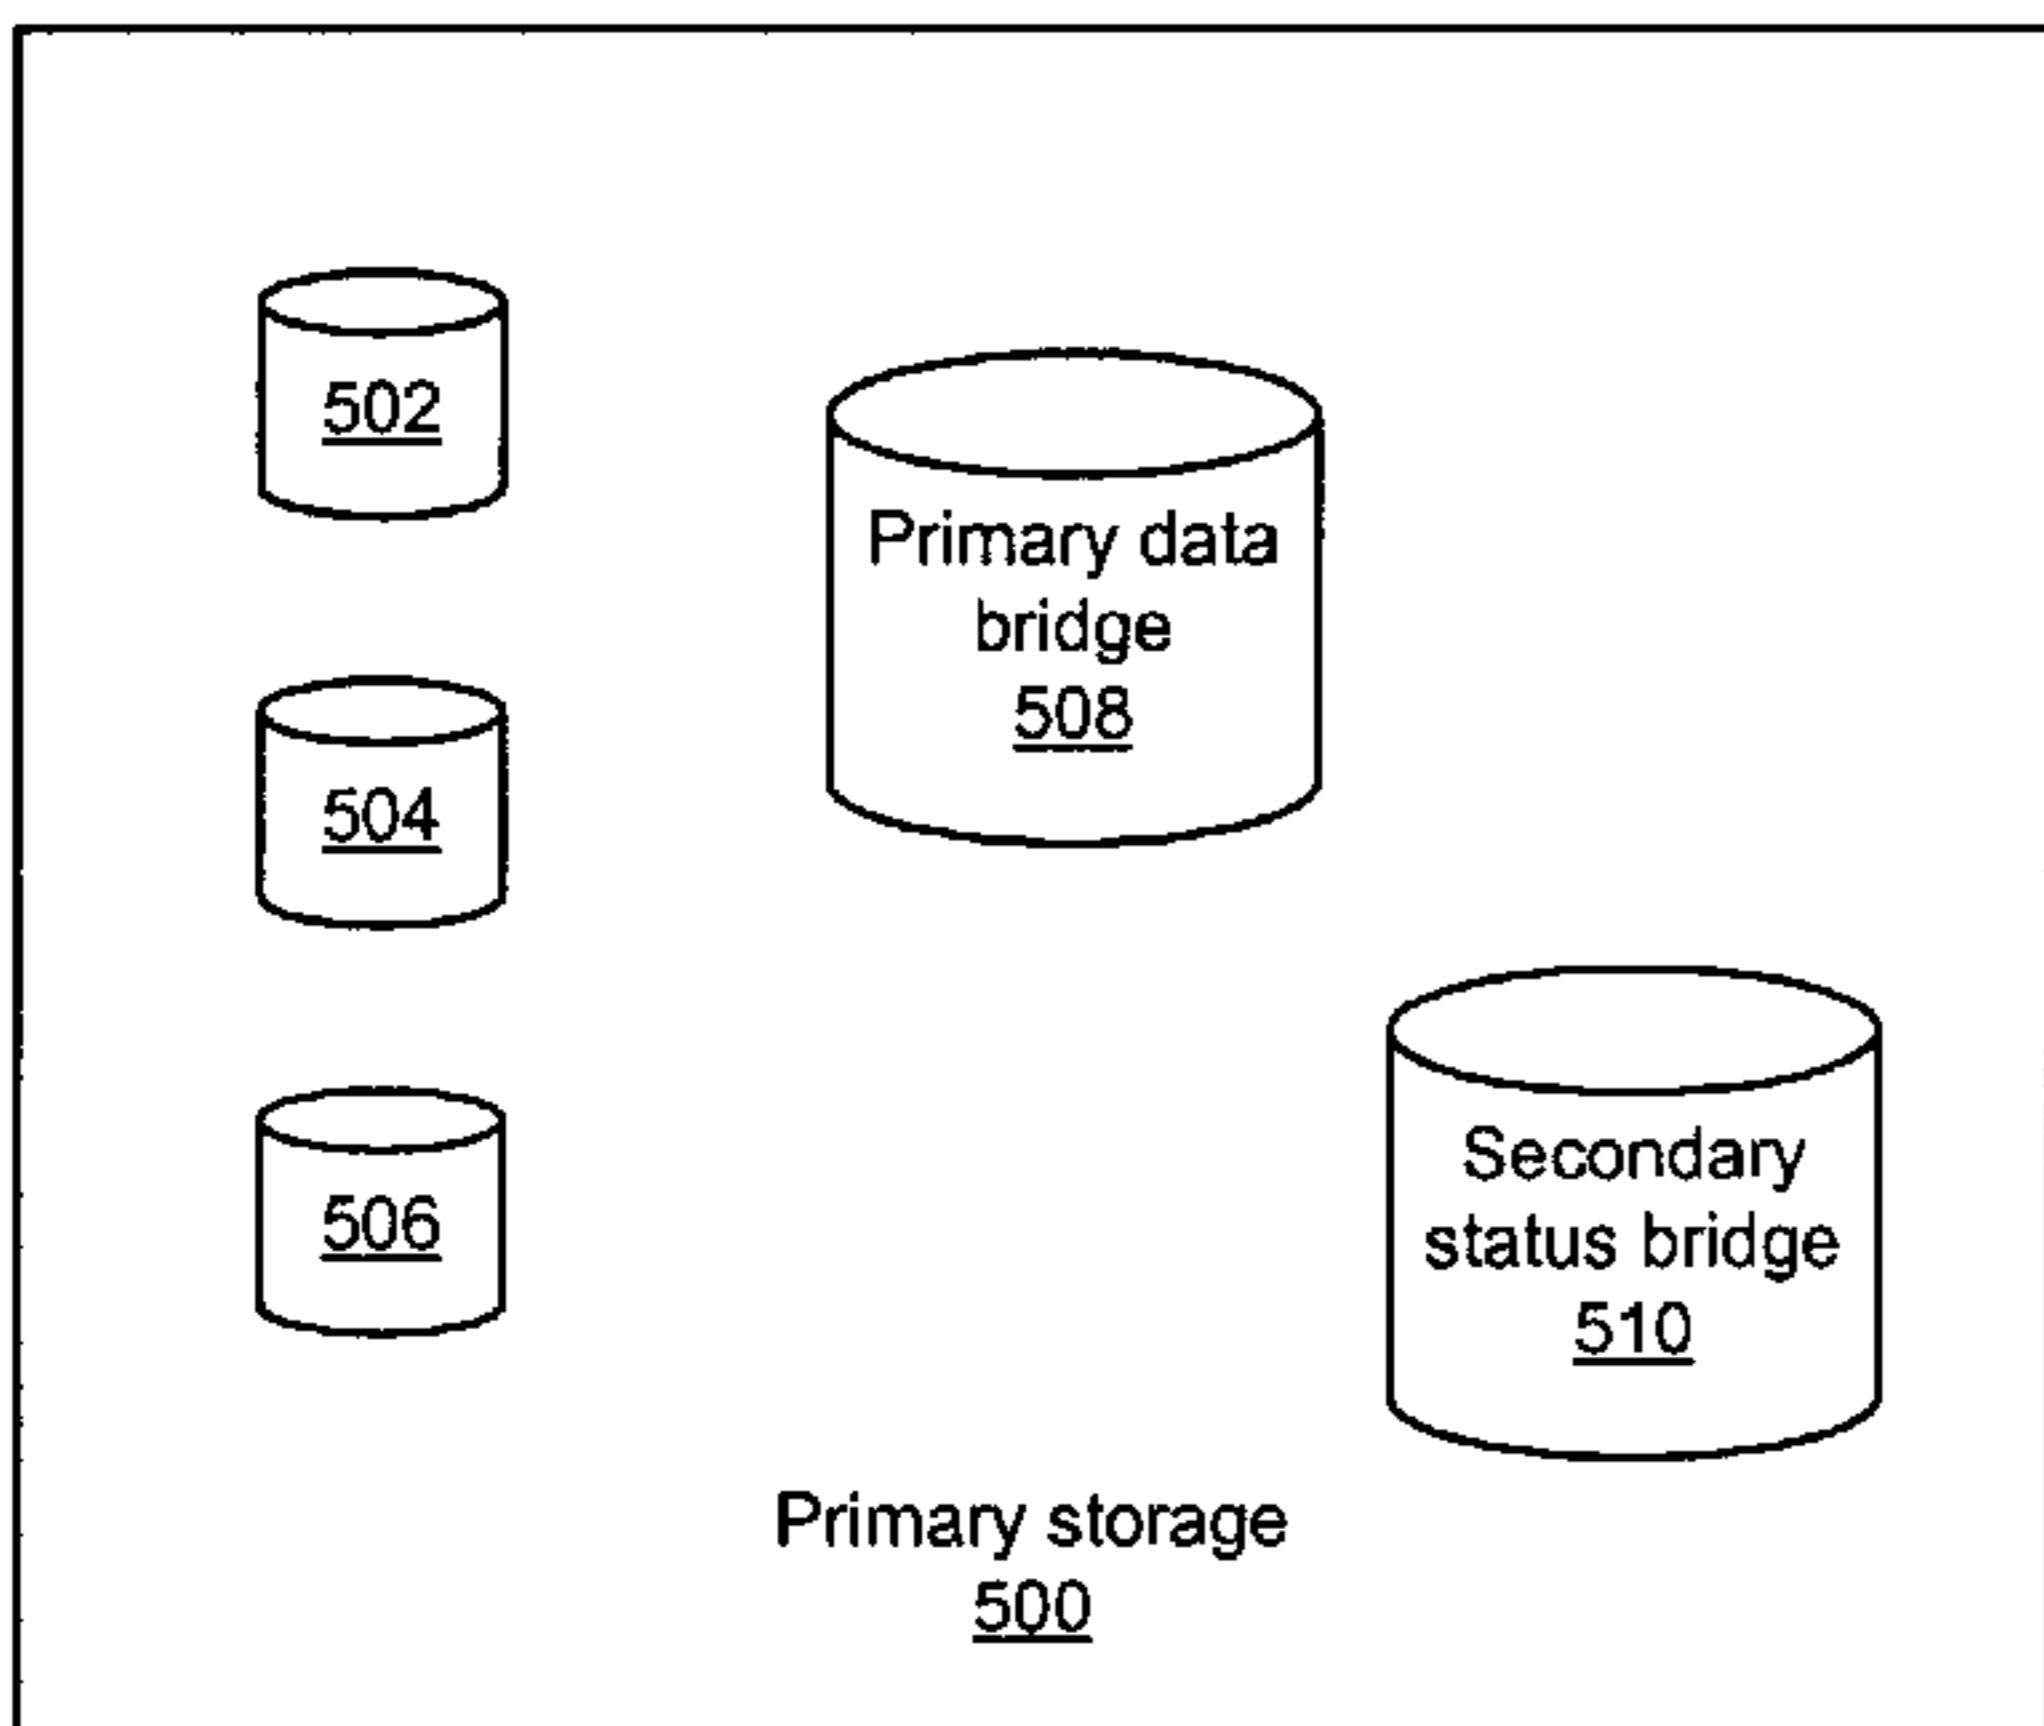 502
Primary data
bridge
508
504
Secondary
status bridge
510
506
Primary storage
500